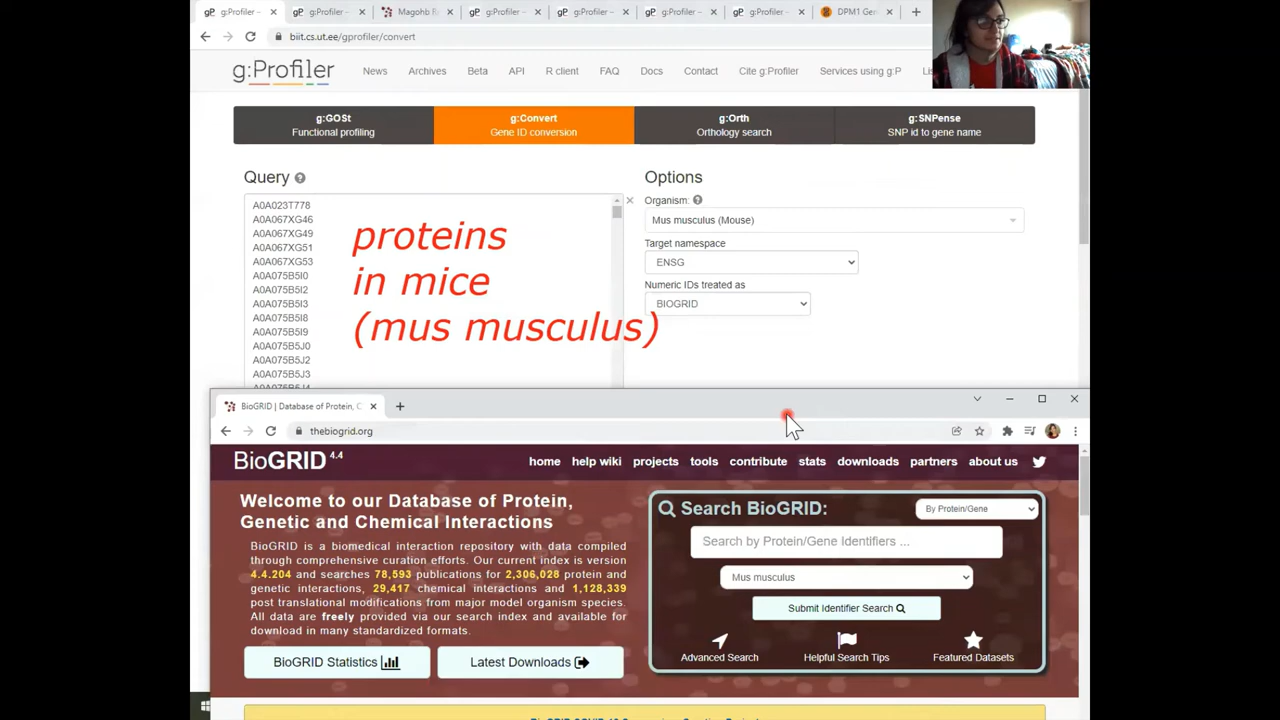 gP g:Profiler –
gP g:Profiler –
Magohb R
gP g:Profiler –
gP g:Profiler –
gP g:Profiler –
gP g:Profiler –
DPM1 Gen
biit.cs.ut.ee/gprofiler/convert
g:Profiler
News
Archives
Beta
API
R client
FAQ
Docs
Contact
Cite g:Profiler
Services using g:P
g:GOSt
Functional profiling
g:Convert
Gene ID conversion
g:Orth
Orthology search
g:SNPense
SNP id to gene name
Query
A0A023T778
A0A067XG46
A0A067XG49
A0A067XG51
A0A067XG53
A0A075B5I0
A0A075B5I2
A0A075B5I3
A0A075B5I8
A0A075B5I9
A0A075B5J0
A0A075B5J2
A0A075B5J3
A0A075B5J4
proteins
in mice
(mus musculus)
Options
Organism:
Mus musculus (Mouse)
Target namespace
ENSG
Numeric IDs treated as
BIOGRID
BioGRID | Database of Protein, C
thebiogrid.org
BioGRID 4.4
home
help wiki
projects
tools
contribute
stats
downloads
partners
about us
Welcome to our Database of Protein,
Genetic and Chemical Interactions
BioGRID is a biomedical interaction repository with data compiled
through comprehensive curation efforts. Our current index is version
4.4.204 and searches 78,593 publications for 2,306,028 protein and
genetic interactions, 29,417 chemical interactions and 1,128,339
post translational modifications from major model organism species.
All data are freely provided via our search index and available for
download in many standardized formats.
BioGRID Statistics
Latest Downloads
Search BioGRID:
By Protein/Gene
Search by Protein/Gene Identifiers ...
Mus musculus
Submit Identifier Search
Advanced Search
Helpful Search Tips
Featured Datasets